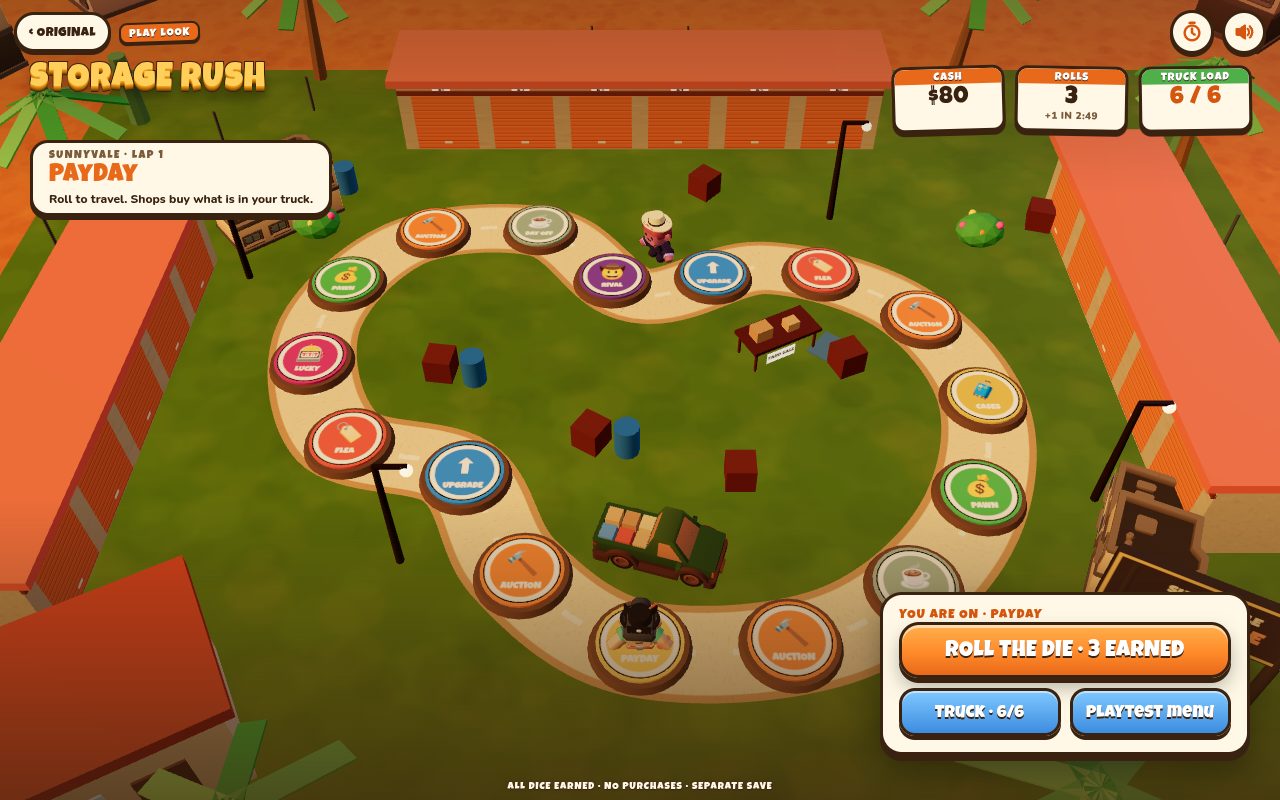 ‹ ORIGINAL
PLAY LOOK
STORAGE RUSH
CASH
$80
ROLLS
3
+1 IN 2:49
TRUCK LOAD
6 / 6
SUNNYVALE · LAP 1
PAYDAY
Roll to travel. Shops buy what is in your truck.
AUCTION
DAY OFF
PAWN
RIVAL
UPGRADE
FLEA
AUCTION
LUCKY
YARD SALE
CASES
FLEA
UPGRADE
PAWN
AUCTION
PAYDAY
AUCTION
YOU ARE ON · PAYDAY
ROLL THE DIE · 3 EARNED
TRUCK · 6/6
PLAYTEST MENU
ALL DICE EARNED · NO PURCHASES · SEPARATE SAVE